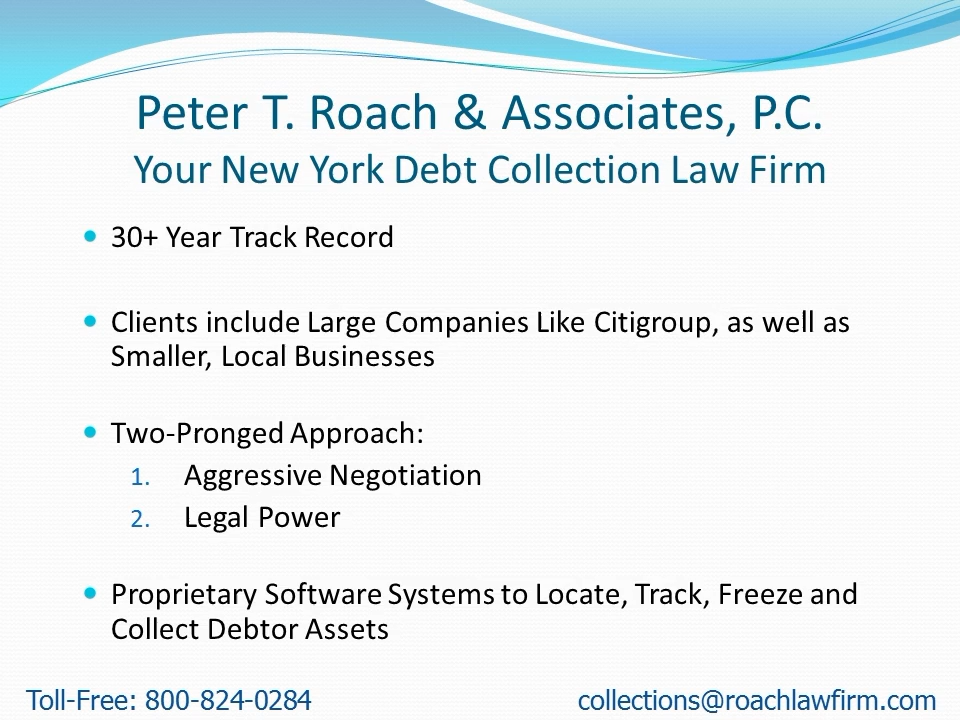 Peter T. Roach & Associates, P.C.
Your New York Debt Collection Law Firm
• 30+ Year Track Record
• Clients include Large Companies Like Citigroup, as well as
Smaller, Local Businesses
• Two-Pronged Approach:
1. Aggressive Negotiation
2. Legal Power
• Proprietary Software Systems to Locate, Track, Freeze and
Collect Debtor Assets
Toll-Free: 800-824-0284
collections@roachlawfirm.com